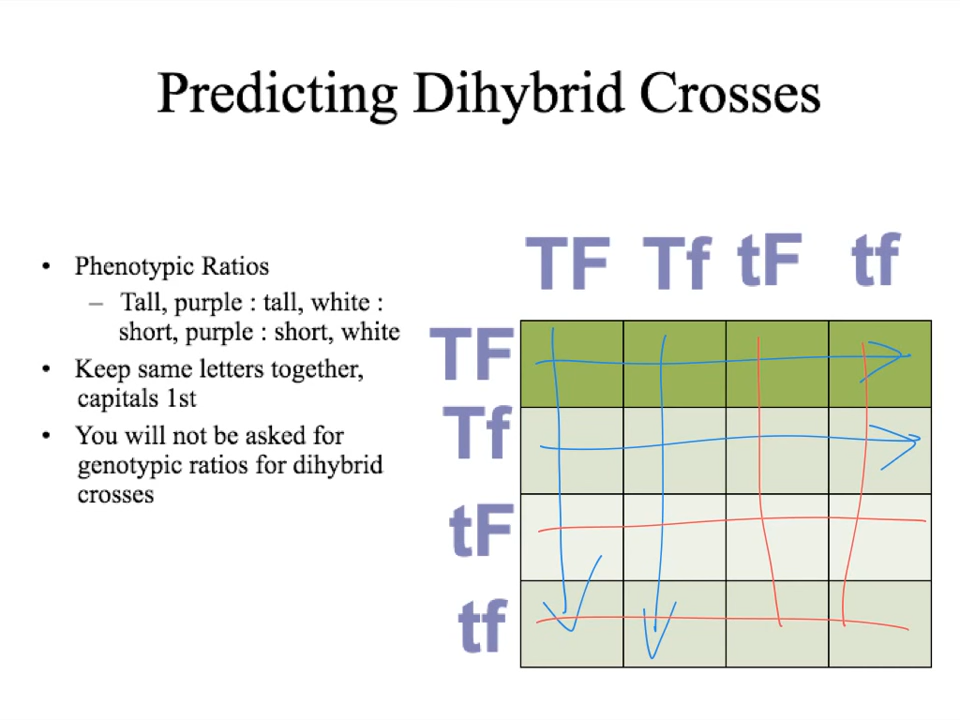 Predicting Dihybrid Crosses
• Phenotypic Ratios
– Tall, purple : tall, white :
short, purple : short, white
• Keep same letters together,
capitals 1st
• You will not be asked for
genotypic ratios for dihybrid
crosses
TF Tf tF tf
TF
Tf
tF
tf